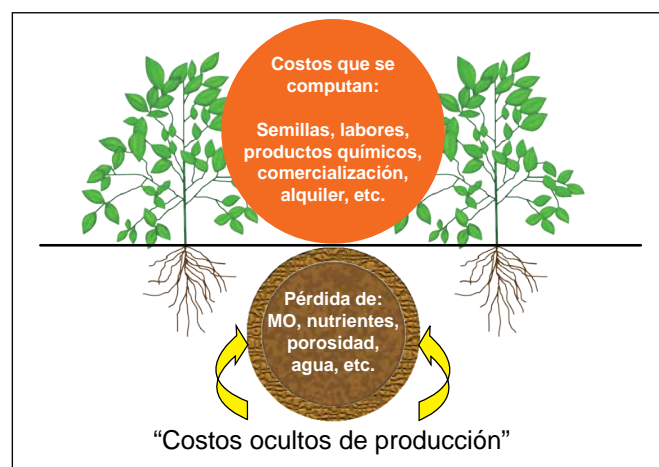 Costos que se
computan:
Semillas, labores,
productos químicos,
comercialización,
alquiler, etc.
Pérdida de:
MO, nutrientes,
porosidad,
agua, etc.
“Costos ocultos de producción”